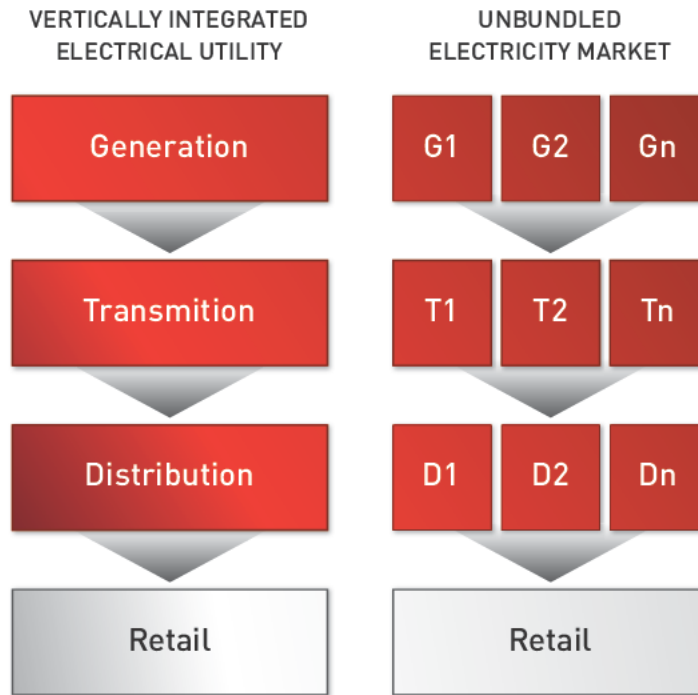 VERTICALLY INTEGRATED
ELECTRICAL UTILITY
Generation
Transmition
Distribution
Retail
UNBUNDLED
ELECTRICITY MARKET
G1 G2 Gn
T1 T2 Tn
D1 D2 Dn
Retail